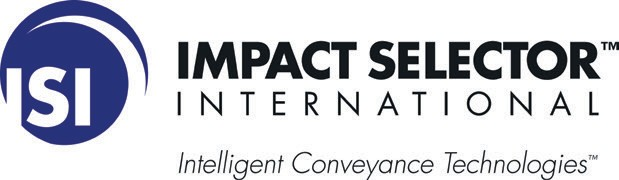 ISI
IMPACT SELECTOR™
INTERNATIONAL
Intelligent Conveyance Technologies™